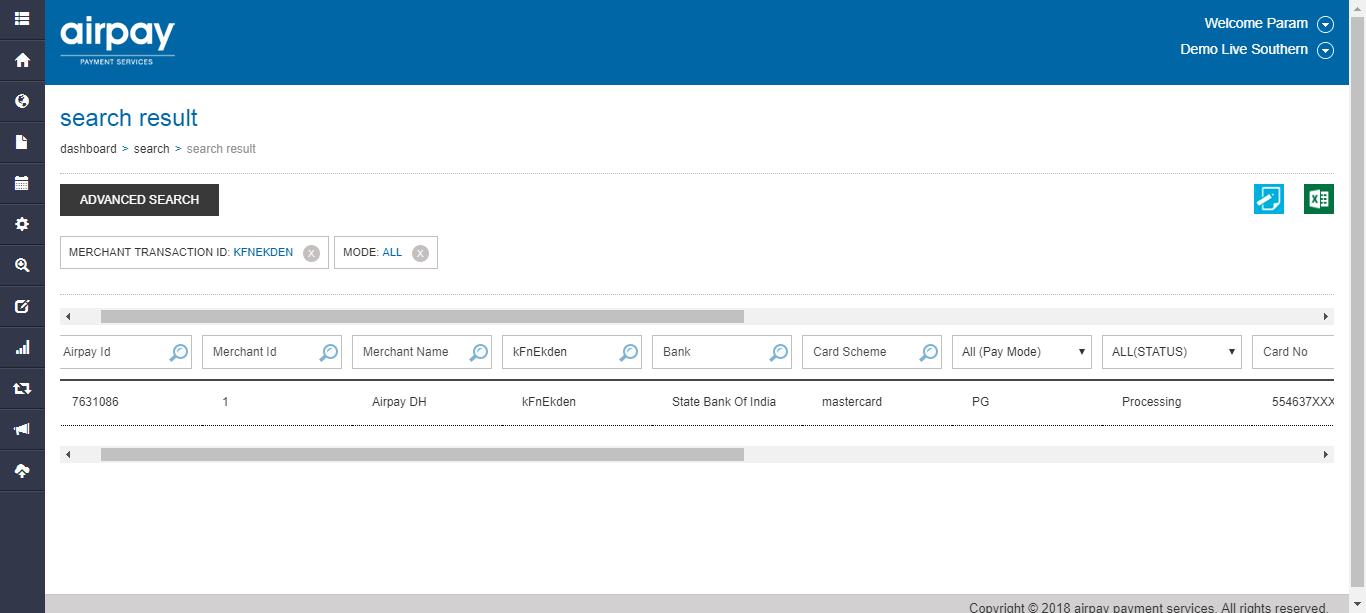 airpay
PAYMENT SERVICES
Welcome Param
Demo Live Southern
search result
dashboard > search > search result
ADVANCED SEARCH
MERCHANT TRANSACTION ID: KFNEKDEN X MODE: ALL X
Airpay Id Merchant Id Merchant Name kFnEkden Bank Card Scheme All (Pay Mode) ALL(STATUS) Card No
7631086 1 Airpay DH kFnEkden State Bank Of India mastercard PG Processing 554637XXX
Copyright © 2018 airpay payment services. All rights reserved.